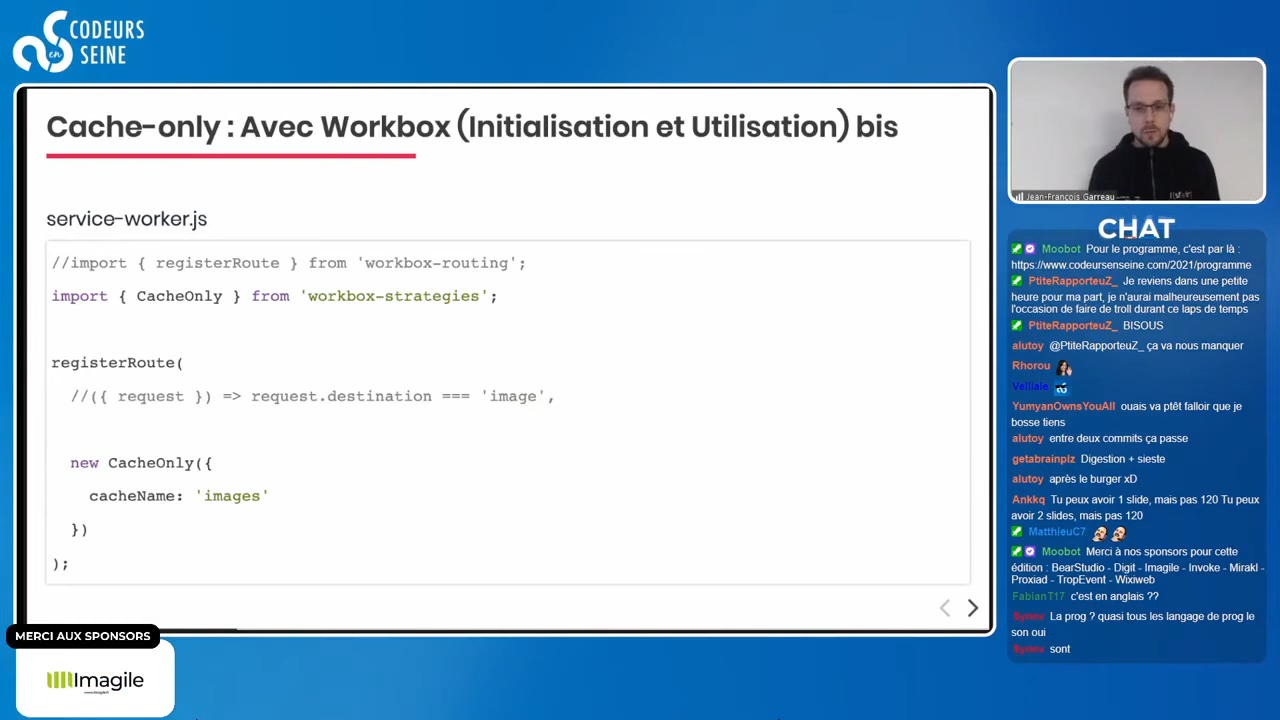 CODEURS
en
SEINE
Cache-only : Avec Workbox (Initialisation et Utilisation) bis
service-worker.js
//import { registerRoute } from 'workbox-routing';
import { CacheOnly } from 'workbox-strategies';
registerRoute(
//({ request }) => request.destination === 'image',
new CacheOnly({
cacheName: 'images'
})
);
MERCI AUX SPONSORS
Imagile
Jean-François Garreau
CHAT
Moobot Pour le programme, c'est par là :
https://www.codeursenseine.com/2021/programme
PtiteRapporteuZ_ Je reviens dans une petite
heure pour ma part, je n'aurai malheureusement pas
l'occasion de faire de troll durant ce laps de temps
PtiteRapporteuZ_ BISOUS
alutoy @PtiteRapporteuZ_ ça va nous manquer
Rhorou
YumyanOwnsYouAll ouais va ptêt falloir que je
bosse tiens
alutoy entre deux commits ça passe
getabrainplz Digestion + sieste
alutoy après le burger xD
Ankkq Tu peux avoir 1 slide, mais pas 120 Tu peux
avoir 2 slides, mais pas 120
MatthieuC7
Moobot Merci à nos sponsors pour cette
édition : BearStudio - Digit - Imagile - Invoke - Mirakl -
Proxiad - TropEvent - Wixiweb
FabianT17 c'est en anglais ??
La prog ? quasi tous les langage de prog le
son oui
sont